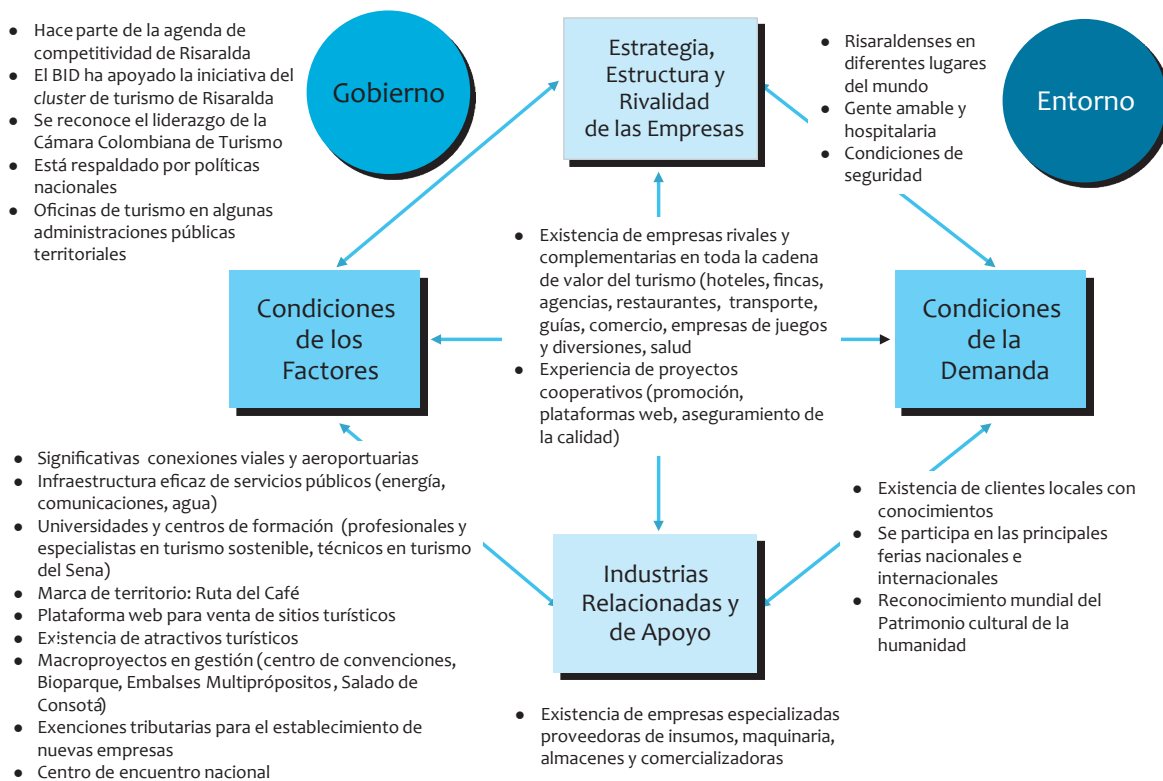 ● Hace parte de la agenda de
competitividad de Risaralda
● El BID ha apoyado la iniciativa del
cluster de turismo de Risaralda
● Se reconoce el liderazgo de la
Cámara Colombiana de Turismo
● Está respaldado por políticas
nacionales
● Oficinas de turismo en algunas
administraciones públicas
territoriales
Gobierno
Estrategia,
Estructura y
Rivalidad
de las Empresas
● Risaraldenses en
diferentes lugares
del mundo
● Gente amable y
hospitalaria
● Condiciones de
seguridad
Entorno
Condiciones
de los
Factores
● Existencia de empresas rivales y
complementarias en toda la cadena
de valor del turismo (hoteles, fincas,
agencias, restaurantes, transporte,
guías, comercio, empresas de juegos
y diversiones, salud
● Experiencia de proyectos
cooperativos (promoción,
plataformas web, aseguramiento de
la calidad)
Condiciones
de la
Demanda
● Significativas conexiones viales y aeroportuarias
● Infraestructura eficaz de servicios públicos (energía,
comunicaciones, agua)
● Universidades y centros de formación (profesionales y
especialistas en turismo sostenible, técnicos en turismo
del Sena)
● Marca de territorio: Ruta del Café
● Plataforma web para venta de sitios turísticos
● Existencia de atractivos turísticos
● Macroproyectos en gestión (centro de convenciones,
Bioparque, Embalses Multiprópositos, Salado de
Consotá)
● Exenciones tributarias para el establecimiento de
nuevas empresas
● Centro de encuentro nacional
Industrias
Relacionadas y
de Apoyo
● Existencia de empresas especializadas
proveedoras de insumos, maquinaria,
almacenes y comercializadoras
● Existencia de clientes locales con
conocimientos
● Se participa en las principales
ferias nacionales e
internacionales
● Reconocimiento mundial del
Patrimonio cultural de la
humanidad